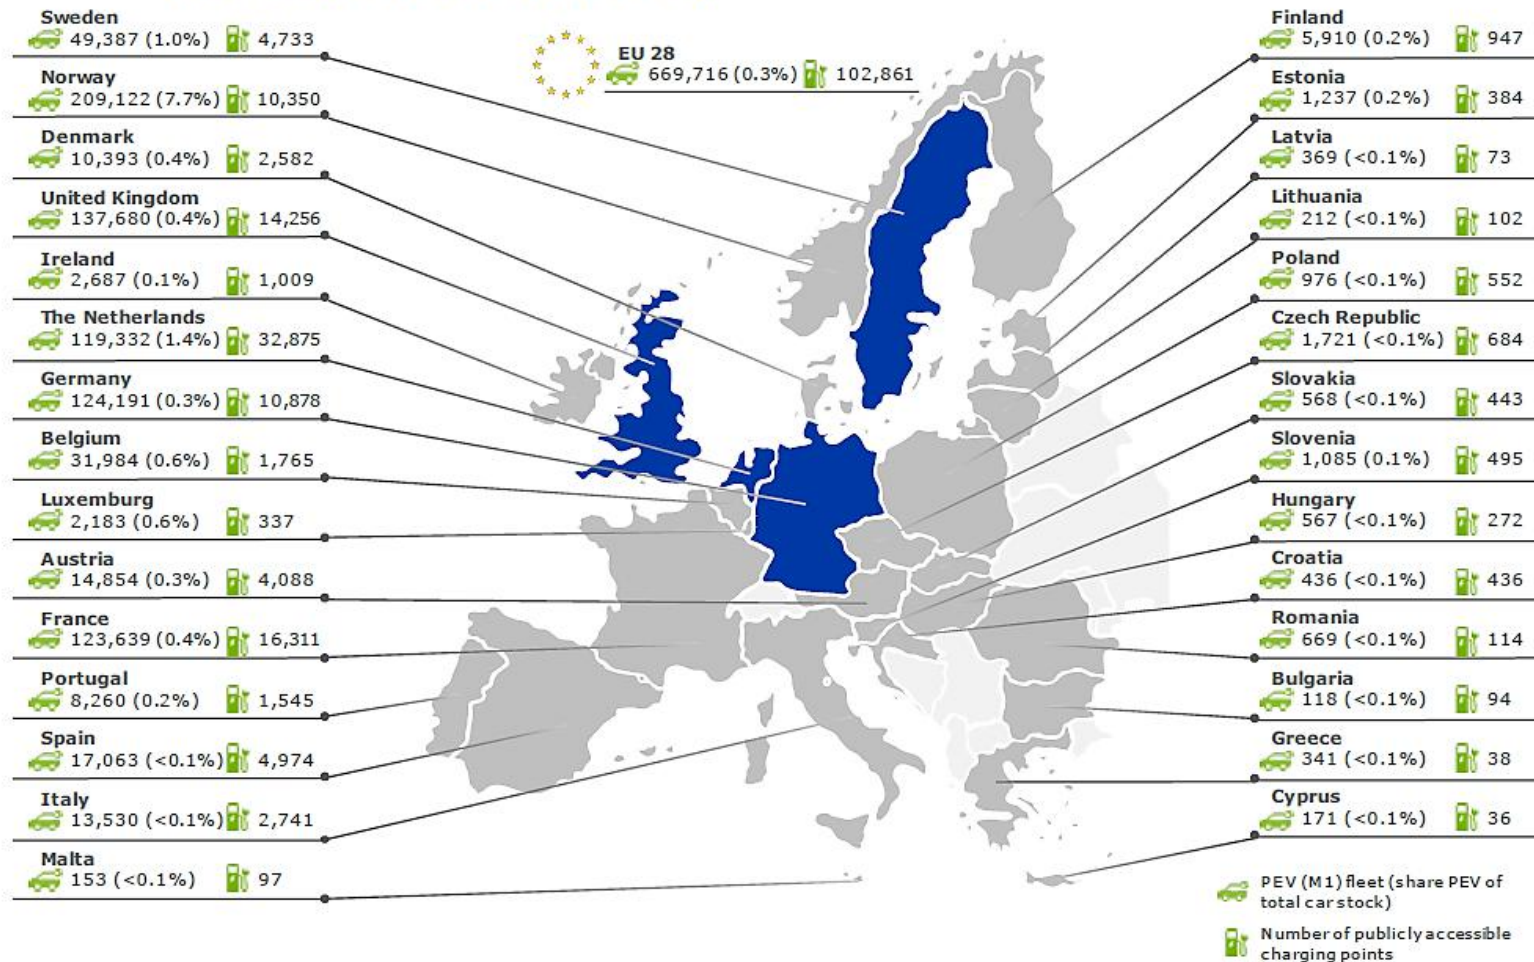 Sweden
49,387 (1.0%) 4,733
Norway
209,122 (7.7%) 10,350
Denmark
10,393 (0.4%) 2,582
United Kingdom
137,680 (0.4%) 14,256
Ireland
2,687 (0.1%) 1,009
The Netherlands
119,332 (1.4%) 32,875
Germany
124,191 (0.3%) 10,878
Belgium
31,984 (0.6%) 1,765
Luxemburg
2,183 (0.6%) 337
Austria
14,854 (0.3%) 4,088
France
123,639 (0.4%) 16,311
Portugal
8,260 (0.2%) 1,545
Spain
17,063 (<0.1%) 4,974
Italy
13,530 (<0.1%) 2,741
Malta
153 (<0.1%) 97
EU 28
669,716 (0.3%) 102,861
Finland
5,910 (0.2%) 947
Estonia
1,237 (0.2%) 384
Latvia
369 (<0.1%) 73
Lithuania
212 (<0.1%) 102
Poland
976 (<0.1%) 552
Czech Republic
1,721 (<0.1%) 684
Slovakia
568 (<0.1%) 443
Slovenia
1,085 (0.1%) 495
Hungary
567 (<0.1%) 272
Croatia
436 (<0.1%) 436
Romania
669 (<0.1%) 114
Bulgaria
118 (<0.1%) 94
Greece
341 (<0.1%) 38
Cyprus
171 (<0.1%) 36
PEV (M1) fleet (share PEV of
total car stock)
Number of publicly accessible
charging points